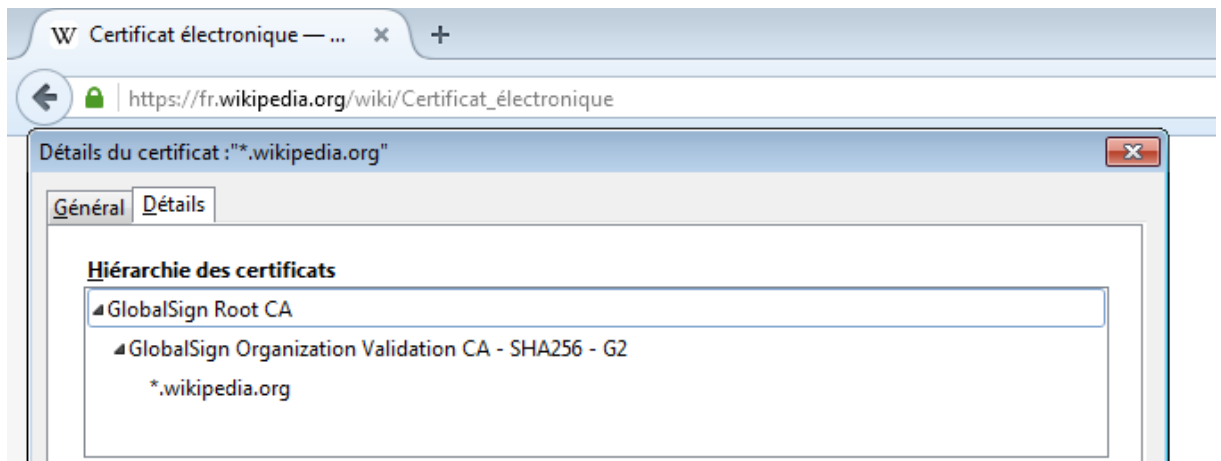 W Certificat électronique — ...
https://fr.wikipedia.org/wiki/Certificat_électronique
Détails du certificat :"*.wikipedia.org"
Général Détails
Hiérarchie des certificats
GlobalSign Root CA
GlobalSign Organization Validation CA - SHA256 - G2
*.wikipedia.org